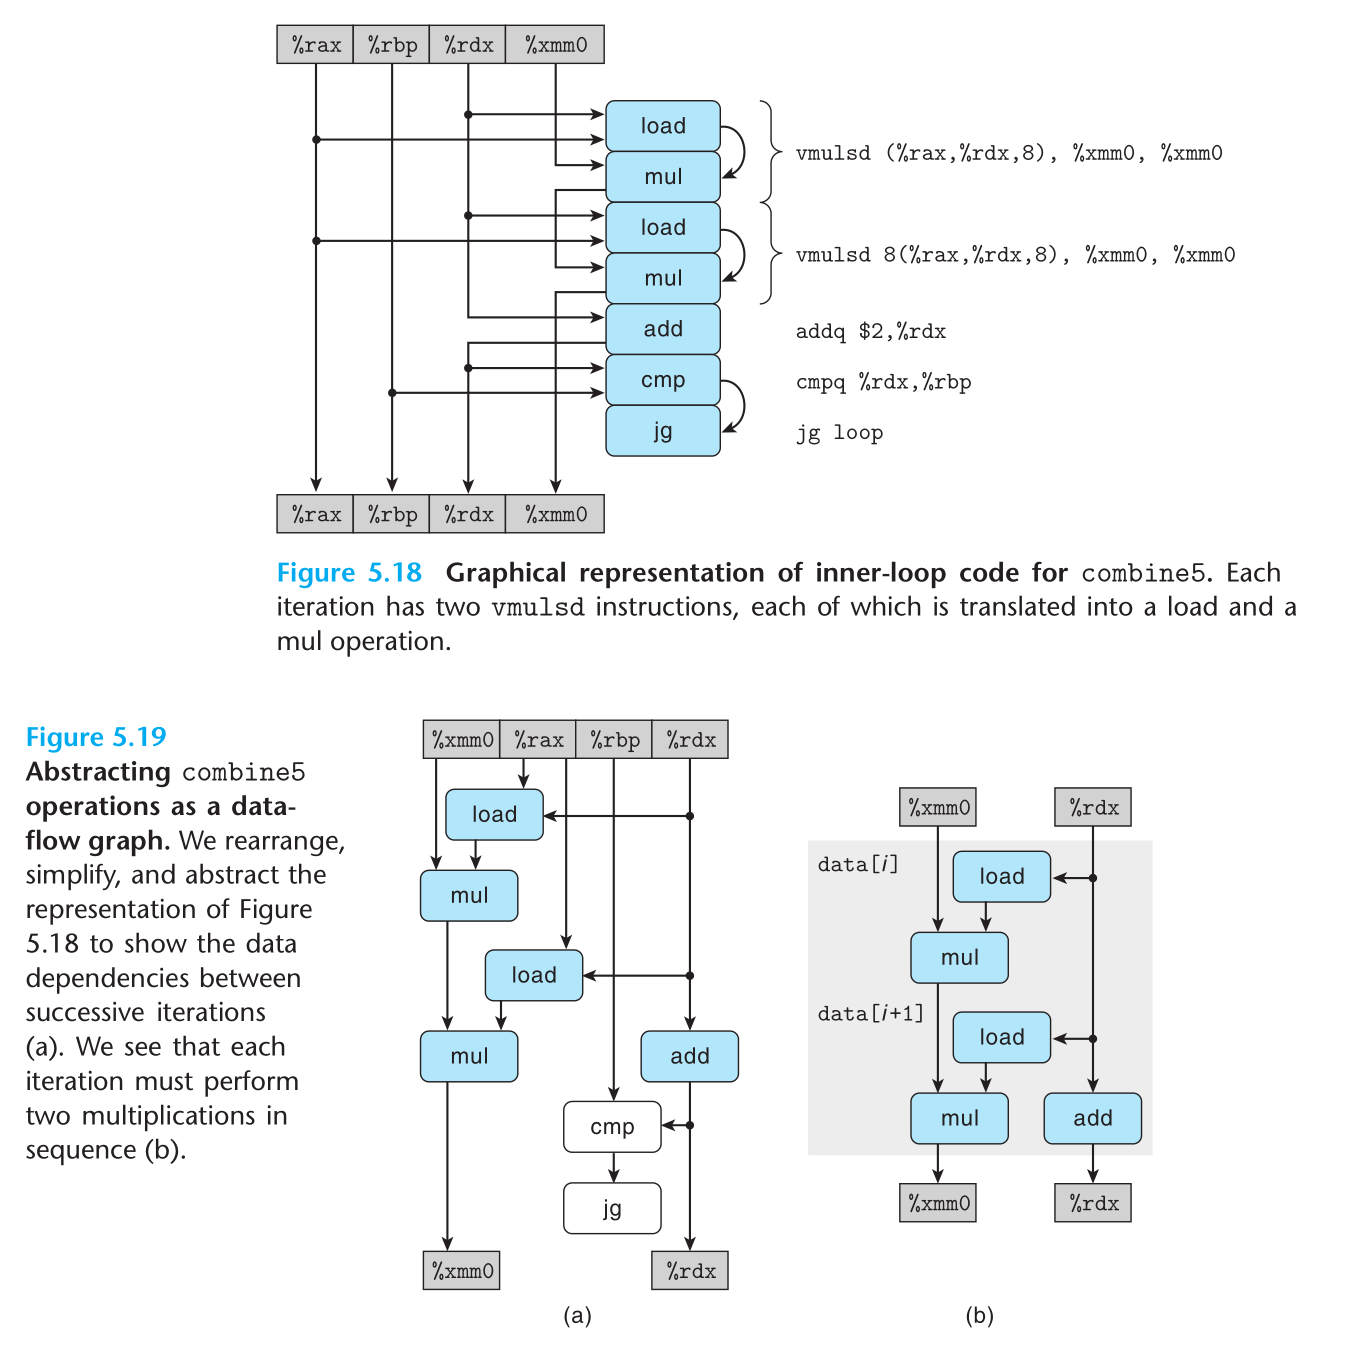 %rax %rbp %rdx %xmm0
load
vmulsd (%rax,%rdx,8), %xmm0, %xmm0
mul
load
vmulsd 8(%rax,%rdx,8), %xmm0, %xmm0
mul
add
addq $2,%rdx
cmp
cmpq %rdx,%rbp
jg
jg loop
%rax %rbp %rdx %xmm0
Figure 5.18 Graphical representation of inner-loop code for combine5. Each
iteration has two vmulsd instructions, each of which is translated into a load and a
mul operation.
Figure 5.19
Abstracting combine5
operations as a data-
flow graph. We rearrange,
simplify, and abstract the
representation of Figure
5.18 to show the data
dependencies between
successive iterations
(a). We see that each
iteration must perform
two multiplications in
sequence (b).
%xmm0 %rax %rbp %rdx
load
mul
load
mul
add
cmp
jg
%xmm0
%rdx
(a)
%xmm0
%rdx
data[i]
load
mul
data[i+1]
load
mul
add
%xmm0
%rdx
(b)